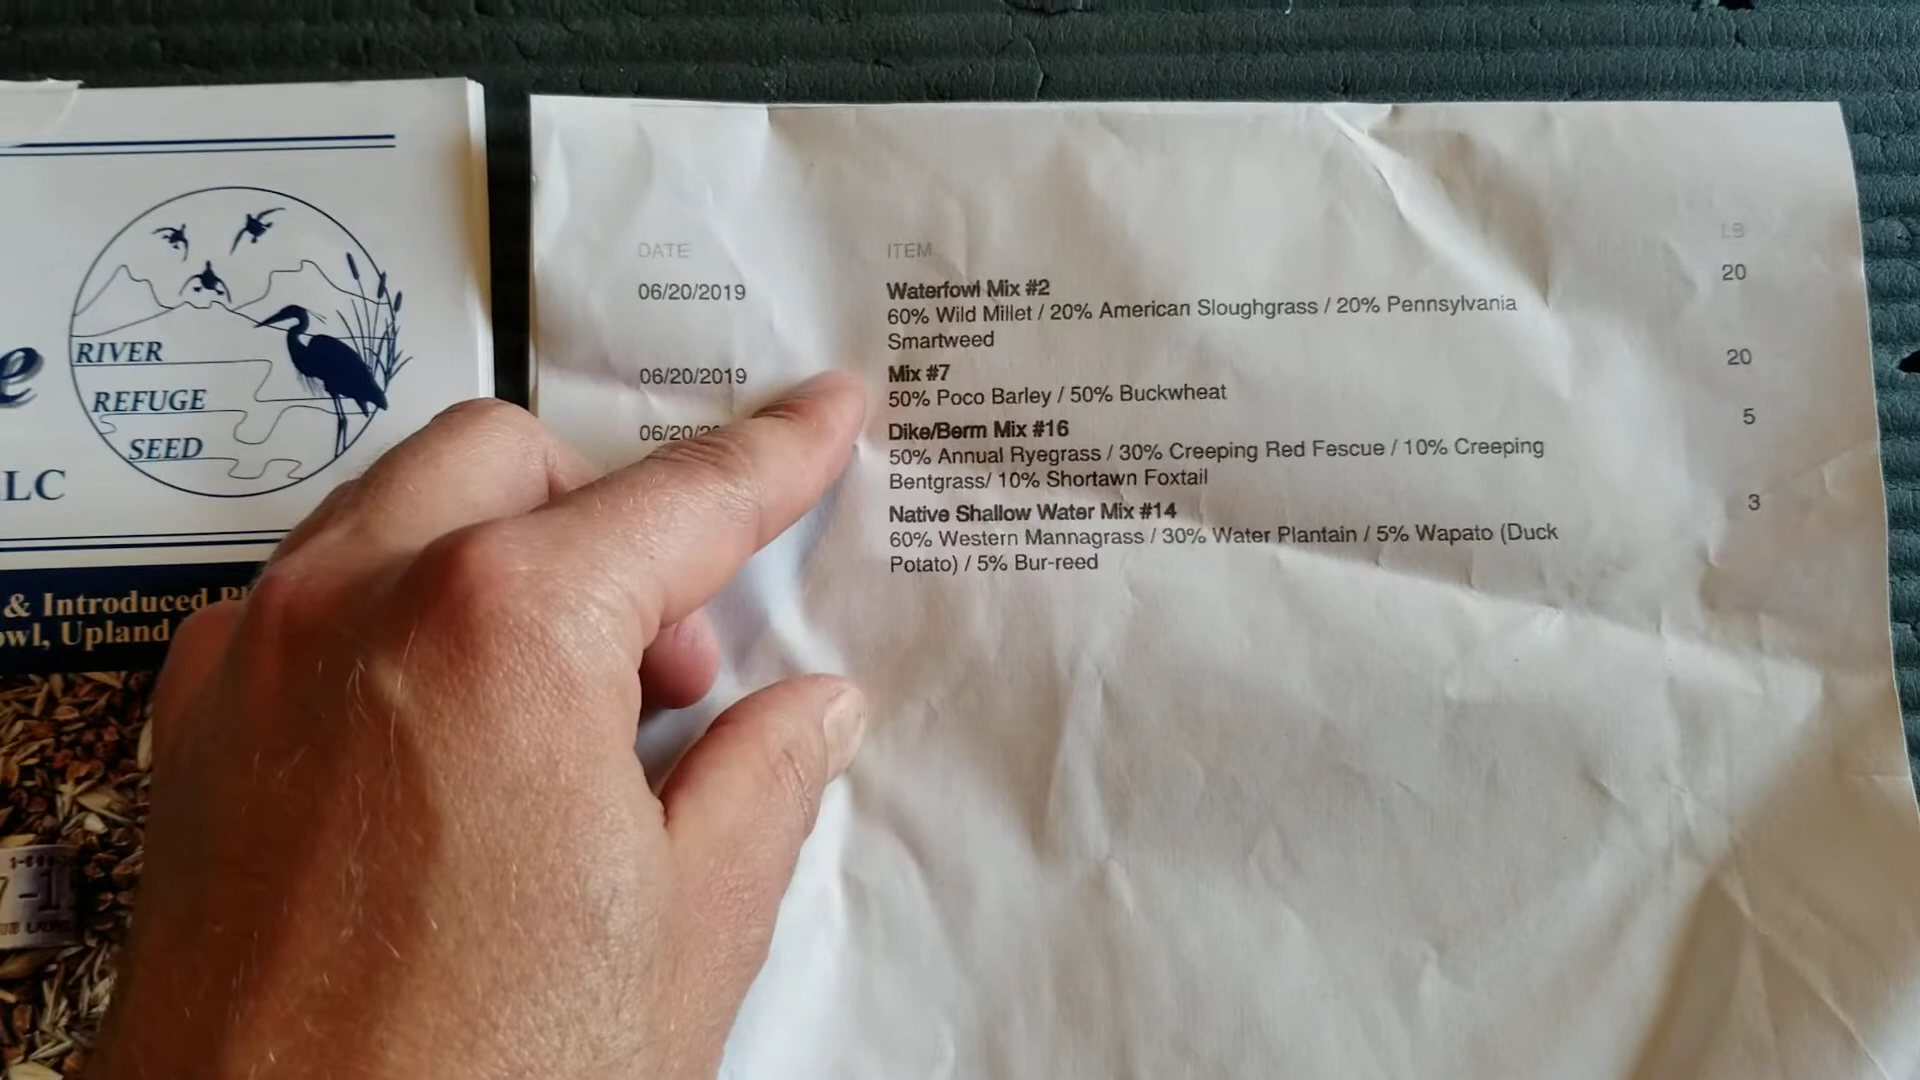 RIVER
REFUGE
SEED
LLC
& Introduced
Upland
DATE ITEM LB
06/20/2019 Waterfowl Mix #2 20
60% Wild Millet / 20% American Sloughgrass / 20% Pennsylvania
Smartweed
06/20/2019 Mix #7 20
50% Poco Barley / 50% Buckwheat
06/20/ Dike/Berm Mix #16 5
50% Annual Ryegrass / 30% Creeping Red Fescue / 10% Creeping
Bentgrass/ 10% Shortawn Foxtail
Native Shallow Water Mix #14 3
60% Western Mannagrass / 30% Water Plantain / 5% Wapato (Duck
Potato) / 5% Bur-reed